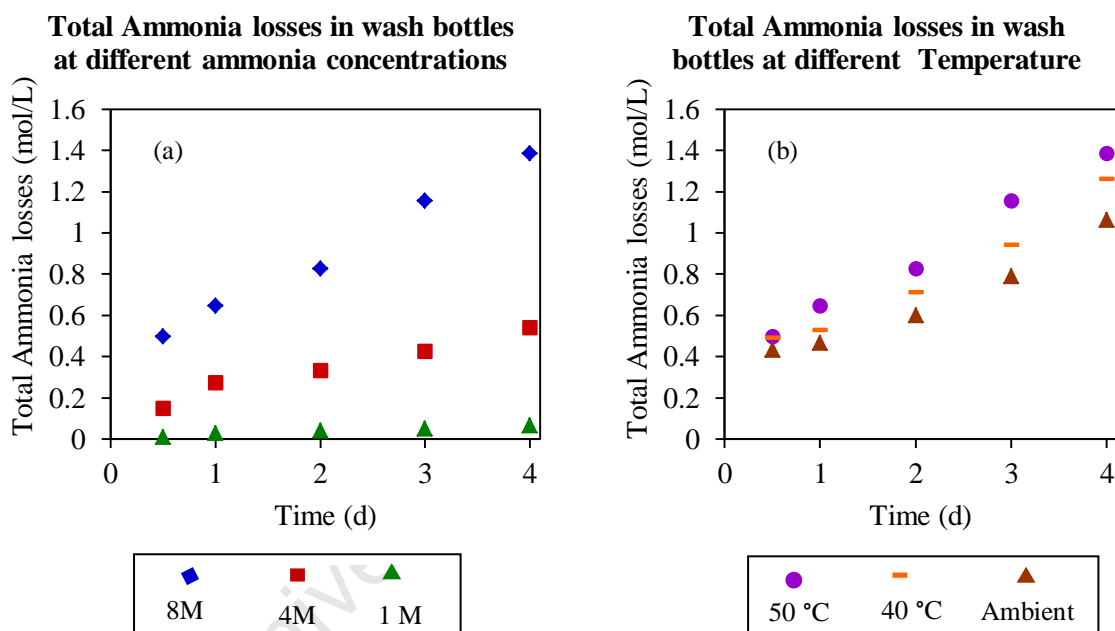 Total Ammonia losses in wash bottles
at different ammonia concentrations
Total Ammonia losses (mol/L)
1.6
1.4
1.2
1
0.8
0.6
0.4
0.2
0
(a)
0 1 2 3 4
Time (d)
8M 4M 1 M
Total Ammonia losses in wash
bottles at different Temperature
Total Ammonia losses (mol/L)
1.6
1.4
1.2
1
0.8
0.6
0.4
0.2
0
(b)
0 1 2 3 4
Time (d)
50 °C 40 °C Ambient